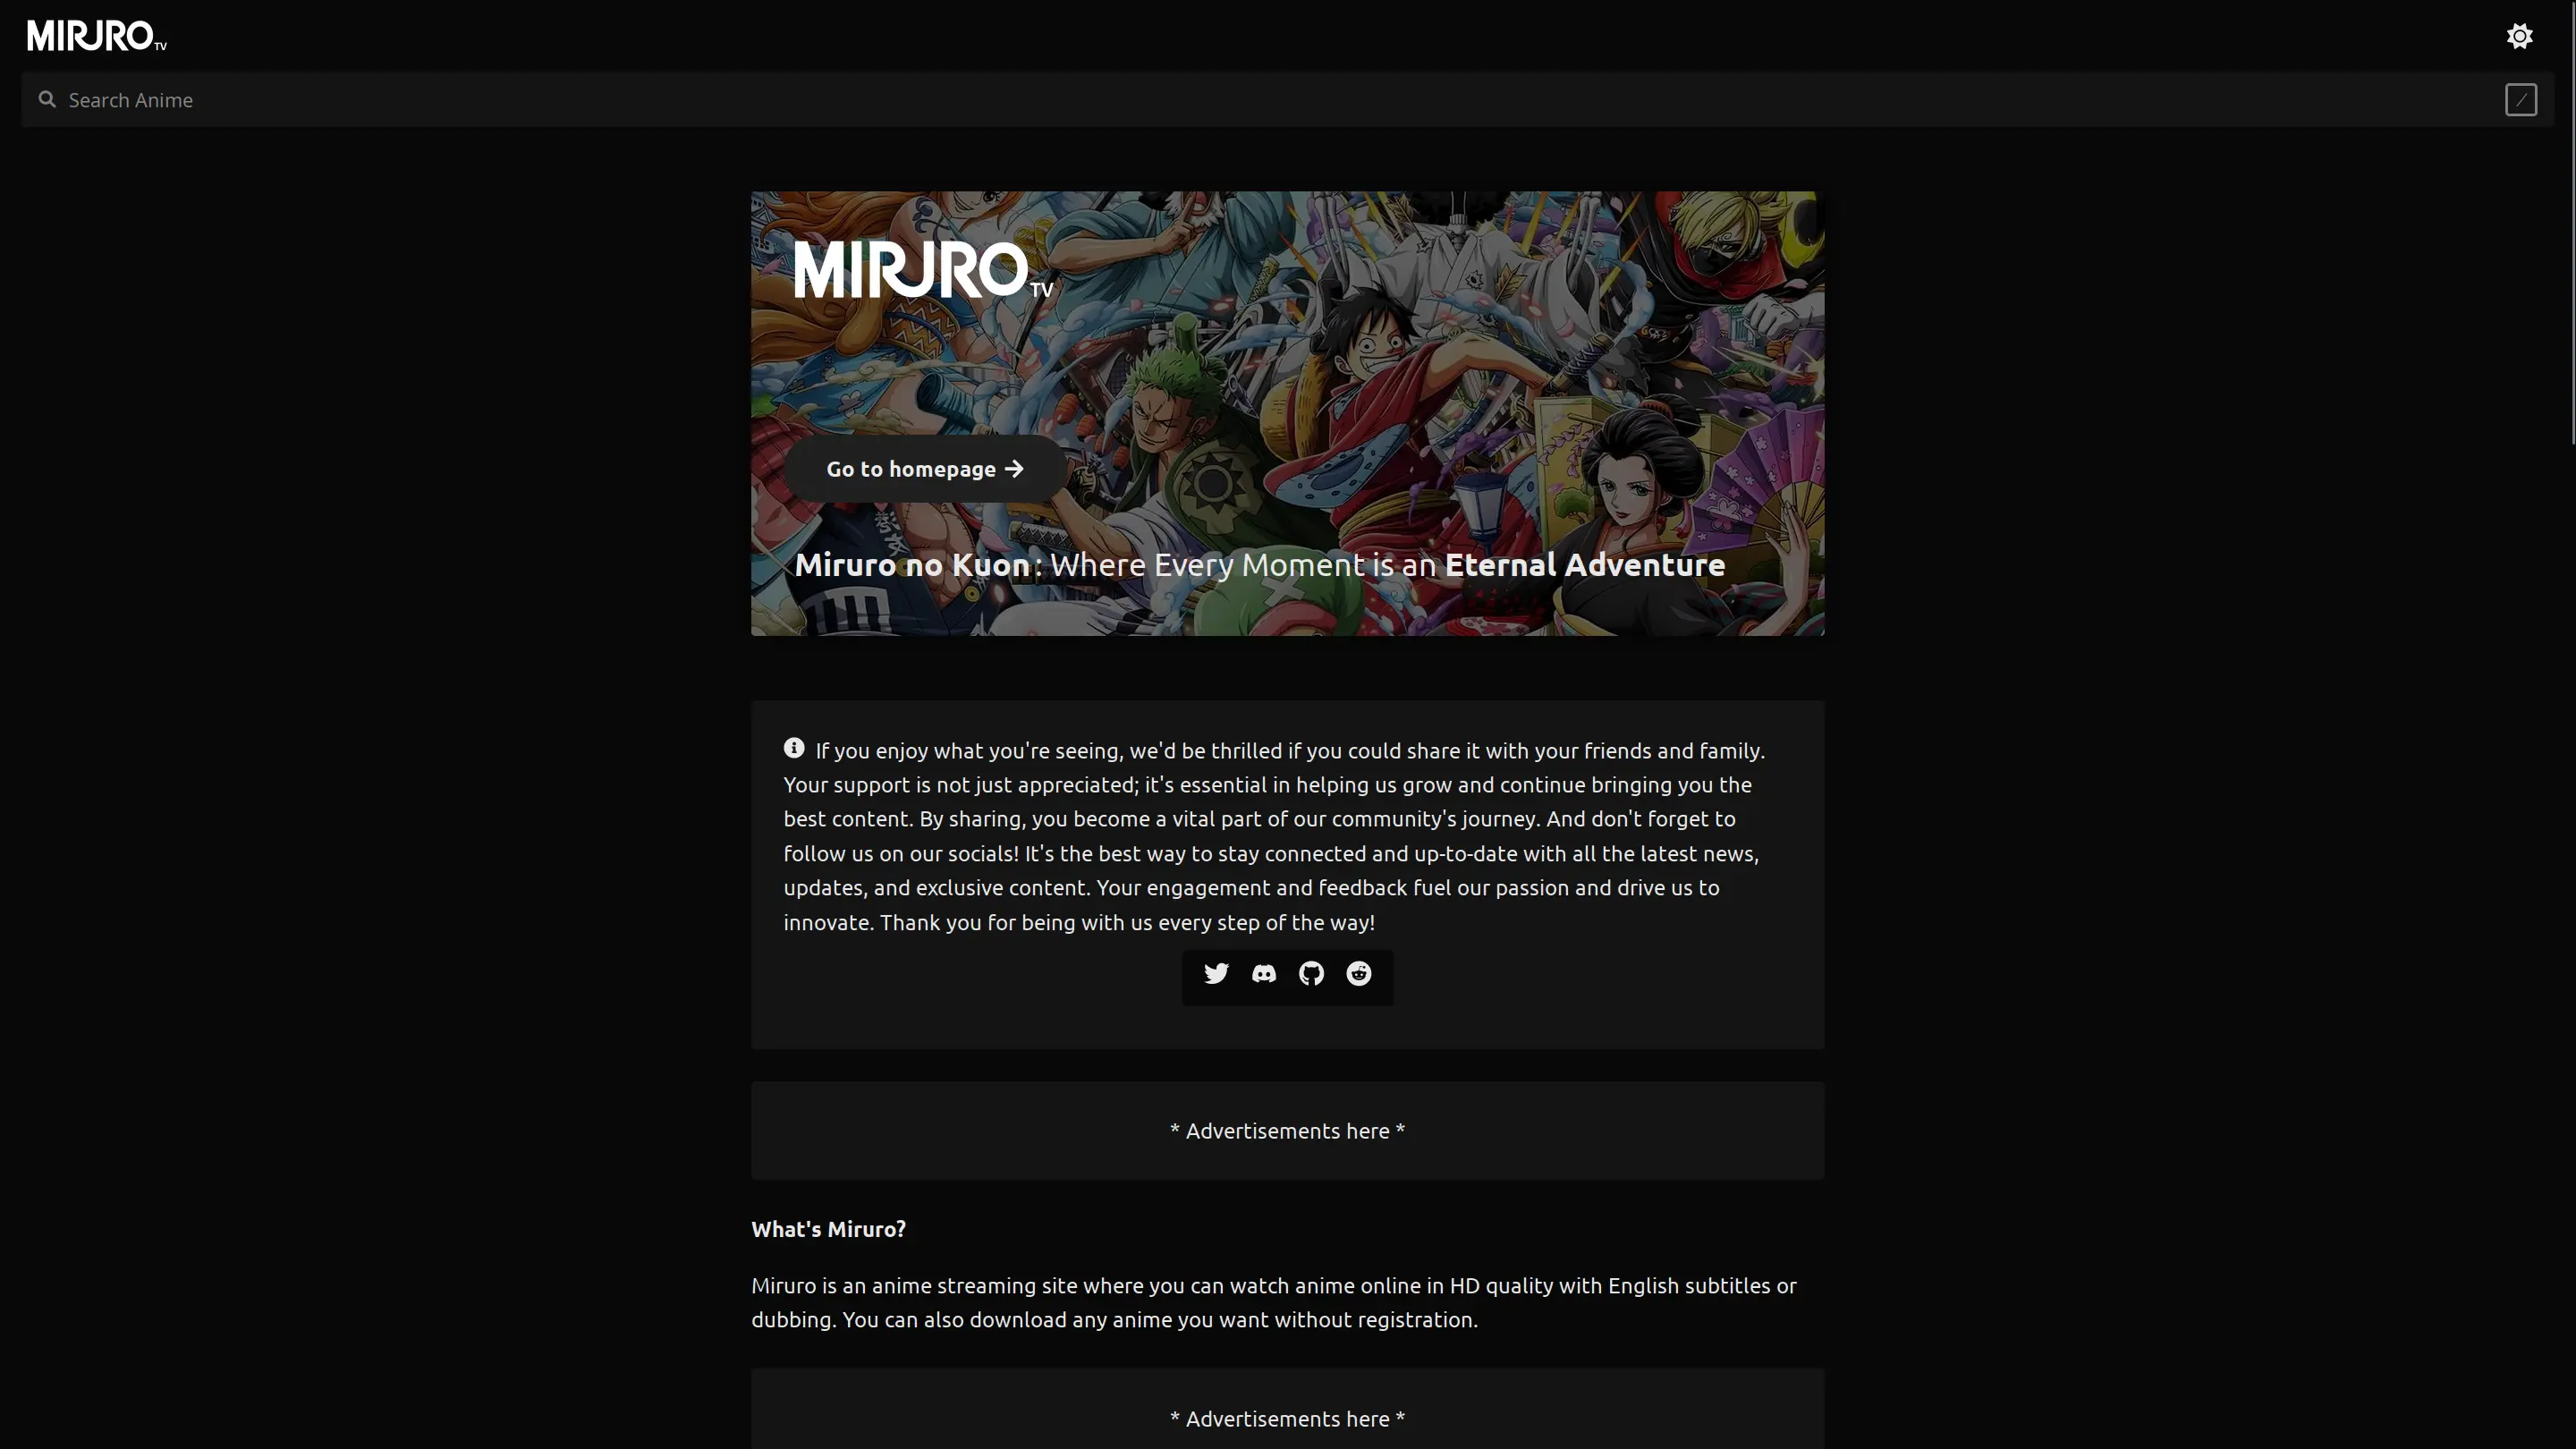 MIRURO TV
Search Anime
/
MIRURO TV
Go to homepage
Miruro no Kuon: Where Every Moment is an Eternal Adventure
If you enjoy what you're seeing, we'd be thrilled if you could share it with your friends and family.
Your support is not just appreciated; it's essential in helping us grow and continue bringing you the
best content. By sharing, you become a vital part of our community's journey. And don't forget to
follow us on our socials! It's the best way to stay connected and up-to-date with all the latest news,
updates, and exclusive content. Your engagement and feedback fuel our passion and drive us to
innovate. Thank you for being with us every step of the way!
* Advertisements here *
What's Miruro?
Miruro is an anime streaming site where you can watch anime online in HD quality with English subtitles or
dubbing. You can also download any anime you want without registration.
* Advertisements here *